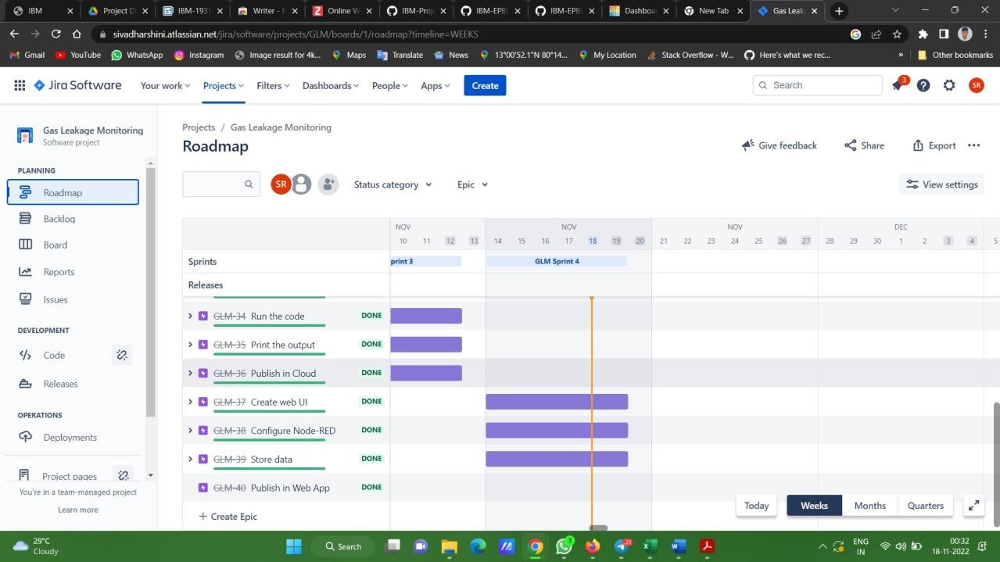 IBM
Project De
IBM-1931
Writer - E
Online W
IBM-Proj
IBM-EPBL
IBM-EPBL
Dashboar
New Tab
Gas Leak
sivadharshini.atlassian.net/jira/software/projects/GLM/boards/1/roadmap?timeline=WEEKS
Gmail
YouTube
WhatsApp
Instagram
Image result for 4k...
Maps
Translate
News
13°00'52.1"N 80°14...
My Location
Stack Overflow - W...
Here's what we rec...
»
Other bookmarks
Jira Software
Your work
Projects
Filters
Dashboards
People
Apps
Create
Search
3
SR
Gas Leakage Monitoring
Software project
PLANNING
Roadmap
Backlog
Board
Reports
Issues
DEVELOPMENT
Code
Releases
OPERATIONS
Deployments
Project pages
You're in a team-managed project
Learn more
Projects / Gas Leakage Monitoring
Roadmap
Give feedback
Share
Export
SR
Status category
Epic
View settings
NOV NOV NOV DEC
10 11 12 13 14 15 16 17 18 19 20 21 22 23 24 25 26 27 28 29 30 1 2 3 4 5
Sprints
print 3
GLM Sprint 4
Releases
GLM-34 Run the code DONE
GLM-35 Print the output DONE
GLM-36 Publish in Cloud DONE
GLM-37 Create web UI DONE
GLM-38 Configure Node-RED DONE
GLM-39 Store data DONE
GLM-40 Publish in Web App DONE
+ Create Epic
Today
Weeks
Months
Quarters
29°C
Cloudy
Search
3
21
ENG
IN
00:32
18-11-2022